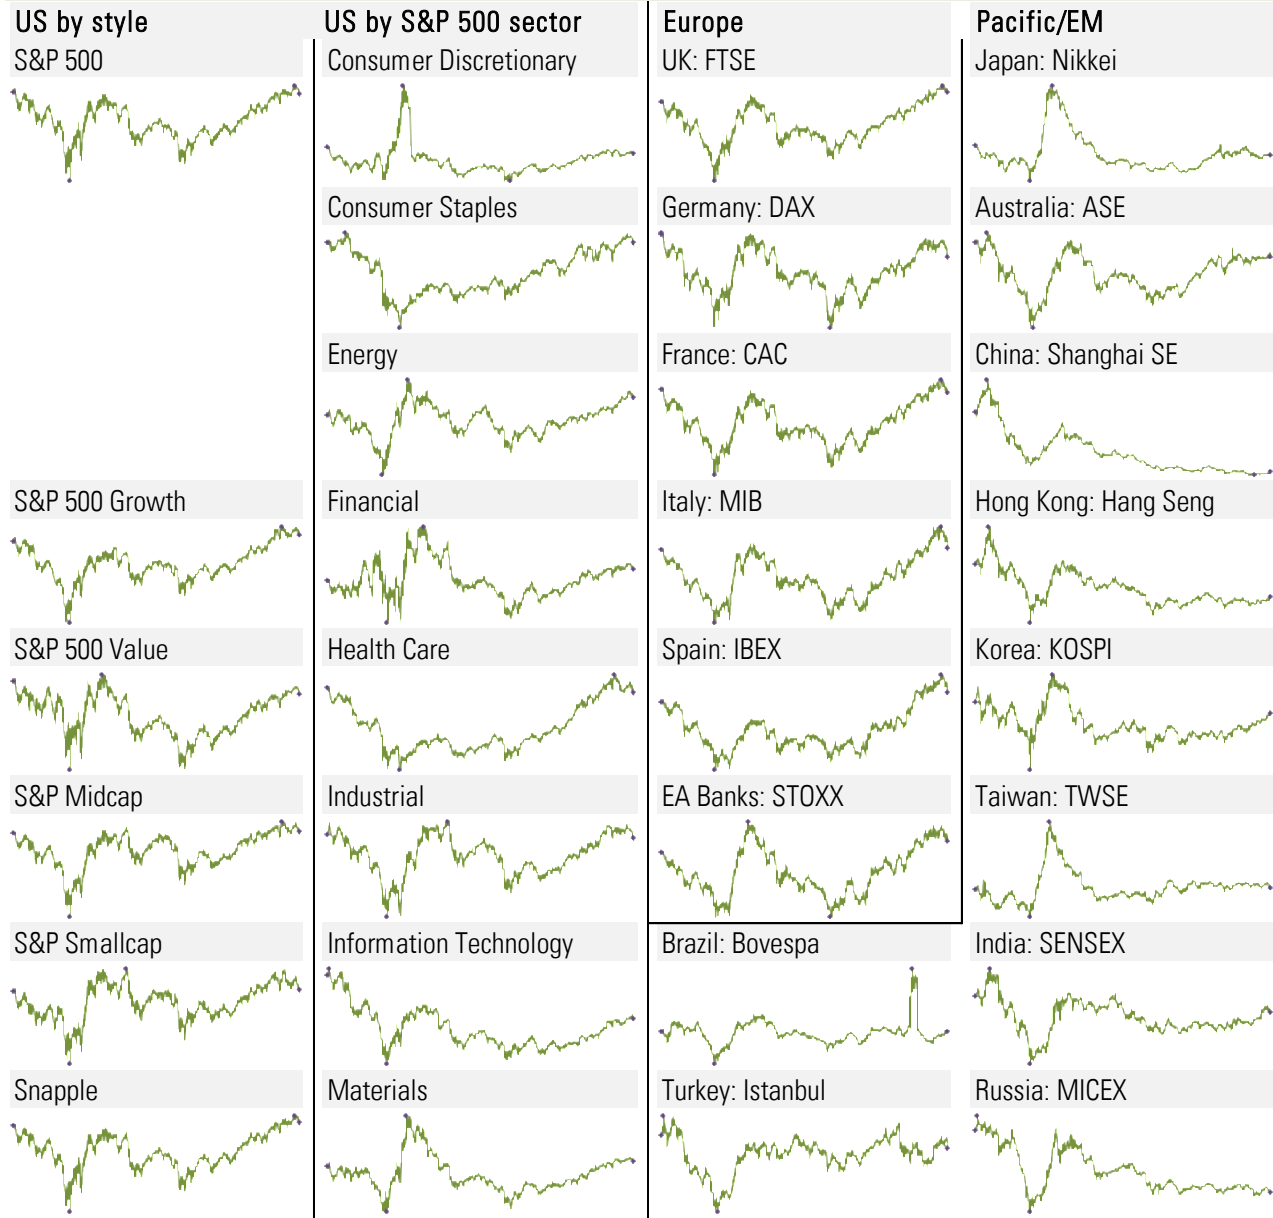 US by style
US by S&P 500 sector
Europe
Pacific/EM
S&P 500
Consumer Discretionary
UK: FTSE
Japan: Nikkei
Consumer Staples
Germany: DAX
Australia: ASE
Energy
France: CAC
China: Shanghai SE
S&P 500 Growth
Financial
Italy: MIB
Hong Kong: Hang Seng
S&P 500 Value
Health Care
Spain: IBEX
Korea: KOSPI
S&P Midcap
Industrial
EA Banks: STOXX
Taiwan: TWSE
S&P Smallcap
Information Technology
Brazil: Bovespa
India: SENSEX
Snapple
Materials
Turkey: Istanbul
Russia: MICEX